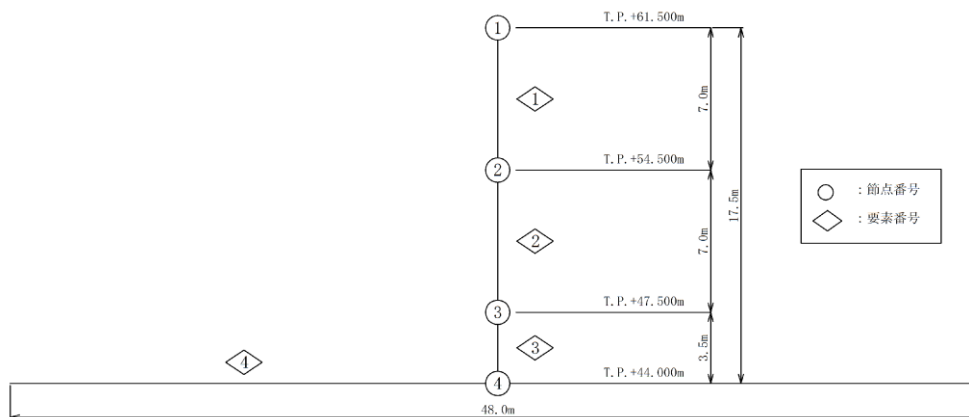 1
T.P.+61.500m
1
7.0m
2
T.P.+54.500m
17.5m
○ :節点番号
◇ :要素番号
2
7.0m
3
T.P.+47.500m
4
3
3.5m
4
T.P.+44.000m
48.0m